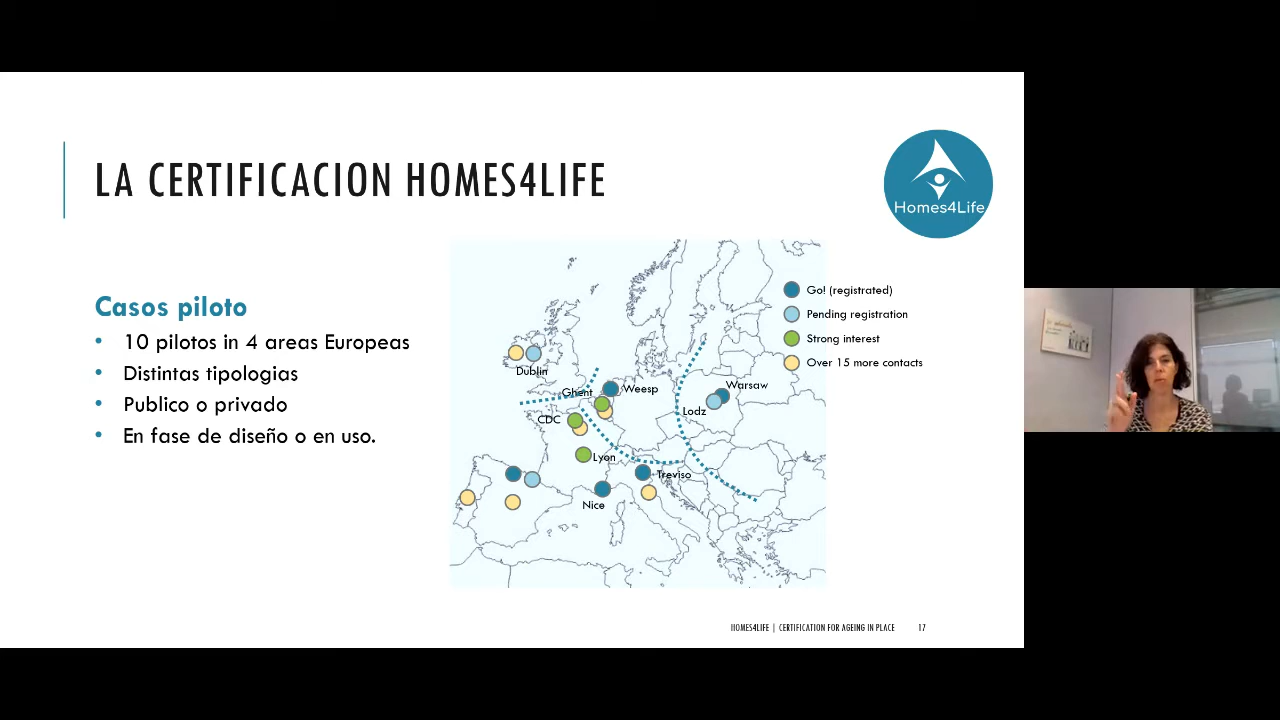 LA CERTIFICACION HOMES4LIFE
Homes4Life
Casos piloto
• 10 pilotos in 4 areas Europeas
• Distintas tipologias
• Publico o privado
• En fase de diseño o en uso.
Go! (registrated)
Pending registration
Strong interest
Over 15 more contacts
Dublin
Ghent
Weesp
Warsaw
Lodz
CDC
Lyon
Treviso
Nice
HOMES4LIFE | CERTIFICATION FOR AGEING IN PLACE 17